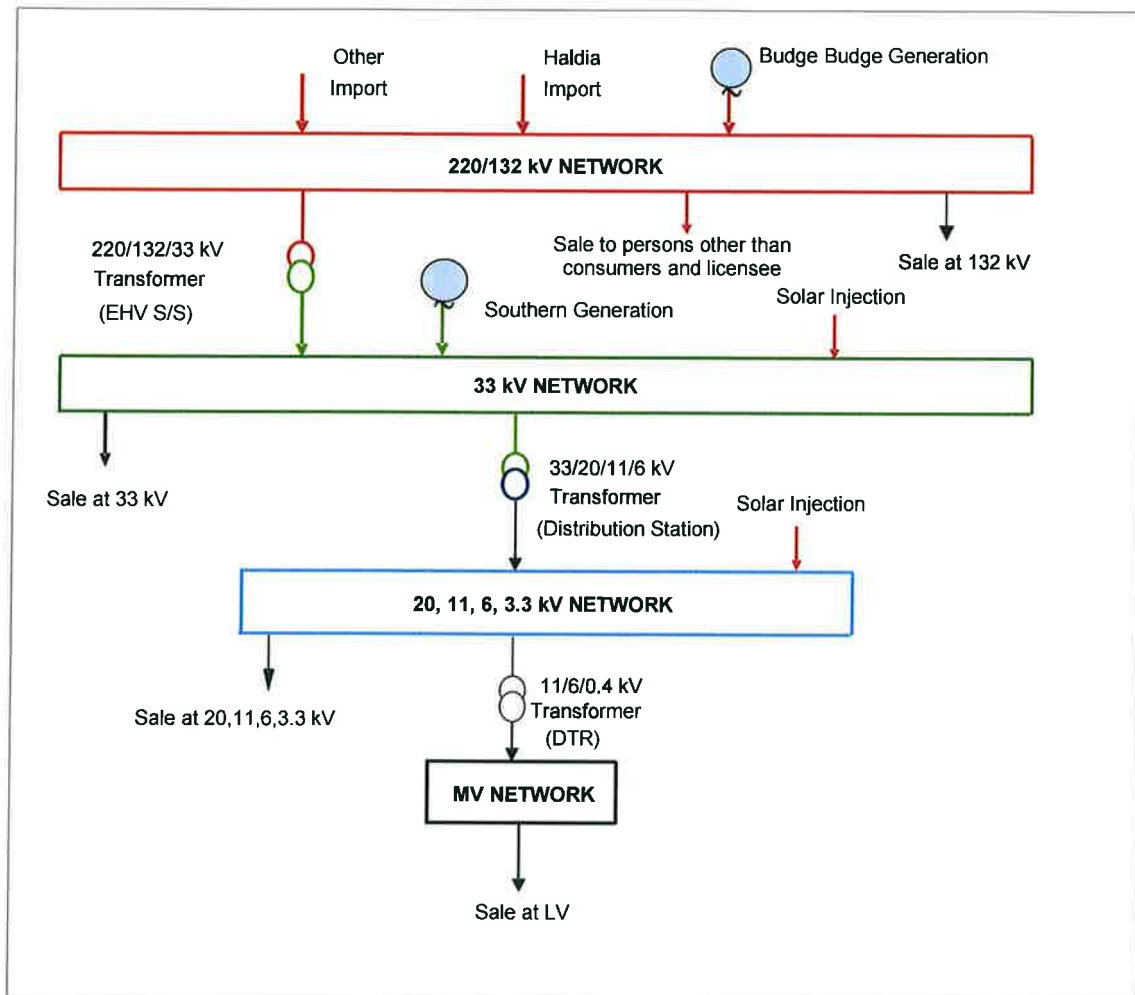 Other
Import
Haldia
Import
Budge Budge Generation
220/132 kV NETWORK
220/132/33 kV
Transformer
(EHV S/S)
Southern Generation
Sale to persons other than
consumers and licensee
Sale at 132 kV
Solar Injection
33 kV NETWORK
Sale at 33 kV
33/20/11/6 kV
Transformer
(Distribution Station)
Solar Injection
20, 11, 6, 3.3 kV NETWORK
Sale at 20,11,6,3.3 kV
11/6/0.4 kV
Transformer
(DTR)
MV NETWORK
Sale at LV